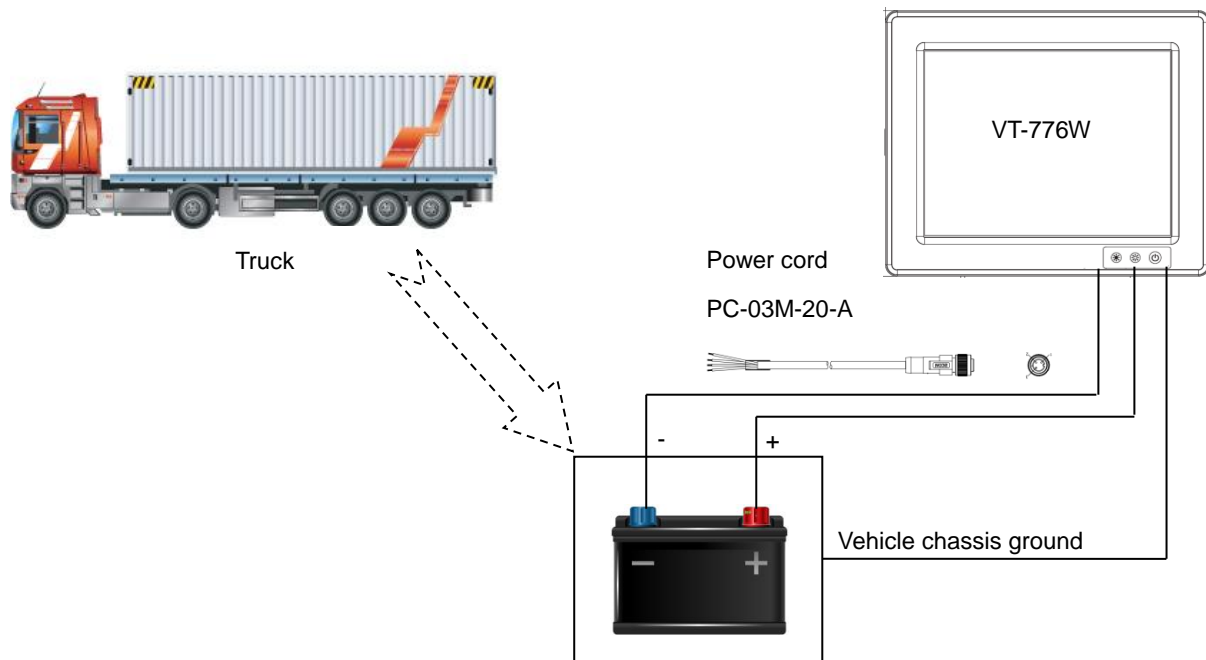 VT-776W
Truck
Power cord
PC-03M-20-A
-
+
Vehicle chassis ground
− +